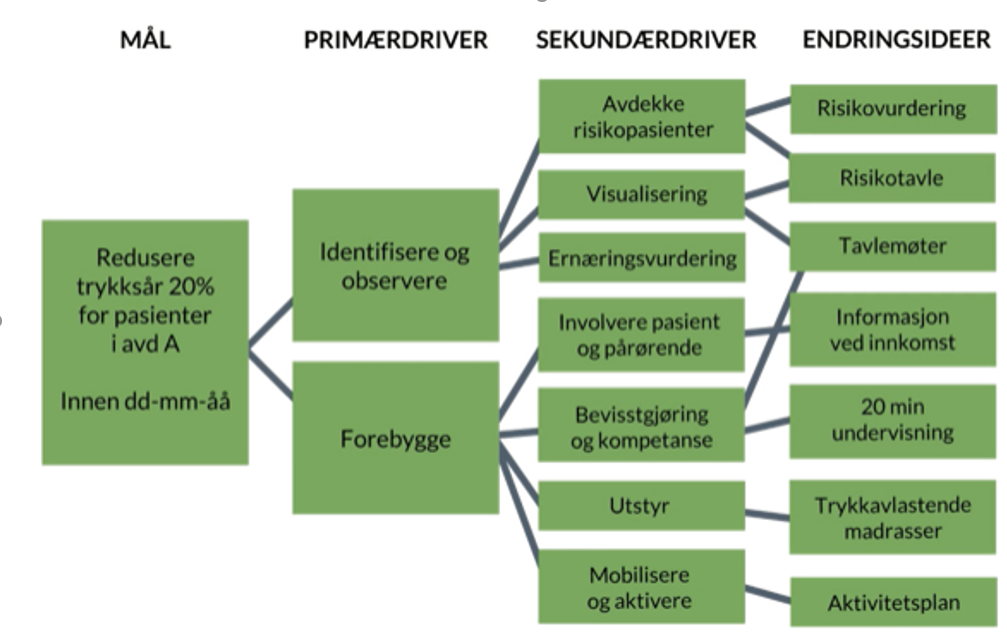 MÅL
PRIMÆRDRIVER
SEKUNDÆRDRIVER
ENDRINGSIDEER
Redusere
trykksår 20%
for pasienter
i avd A
Innen dd-mm-åå
Identifisere og
observere
Forebygge
Avdekke
risikopasienter
Visualisering
Ernæringsvurdering
Involvere pasient
og pårørende
Bevisstgjøring
og kompetanse
Utstyr
Mobilisere
og aktivere
Risikovurdering
Risikotavle
Tavlemøter
Informasjon
ved innkomst
20 min
undervisning
Trykkavlastende
madrasser
Aktivitetsplan